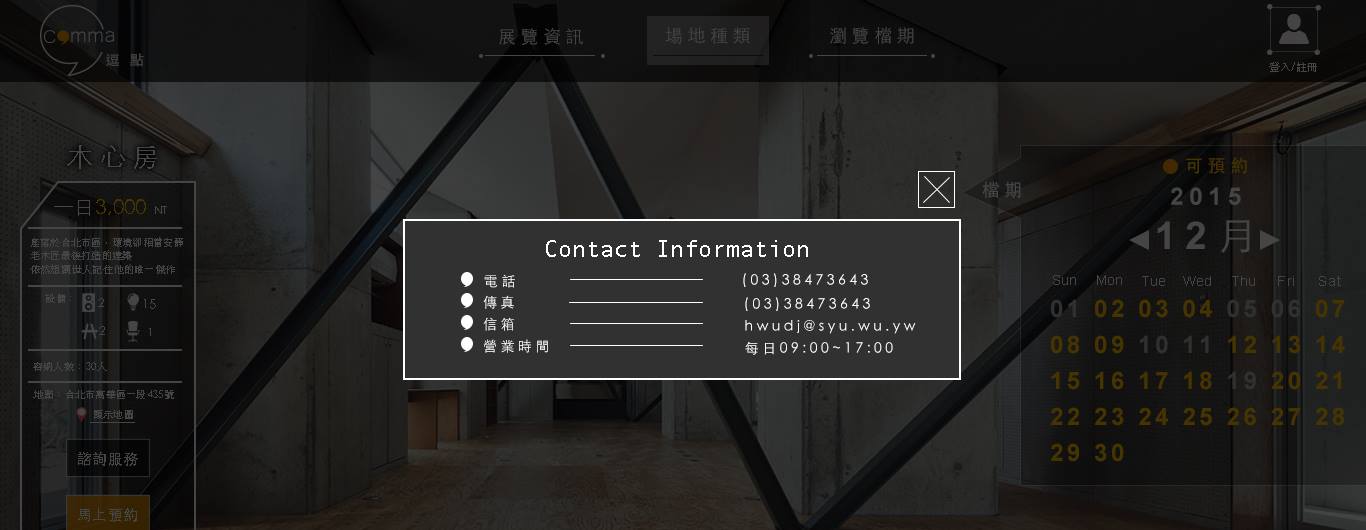 Comma
逗點
展覽資訊
場地種類
瀏覽檔期
登入/註冊
木心房
一日3,000 NT
座落於台北市區，環境卻相當安靜
老木匠最後打造的建築
依然想讓世人記住他的唯一傑作
設備：
2
15
2
1
容納人數：30人
地圖：台北市萬華區一段435號
顯示地圖
諮詢服務
馬上預約
Contact Information
電話 (03)38473643
傳真 (03)38473643
信箱 hwudj@syu.wu.yw
營業時間 每日09:00~17:00
檔期
可預約
2015
12月
Sun Mon Tue Wed Thu Fri Sat
01 02 03 04 05 06 07
08 09 10 11 12 13 14
15 16 17 18 19 20 21
22 23 24 25 26 27 28
29 30